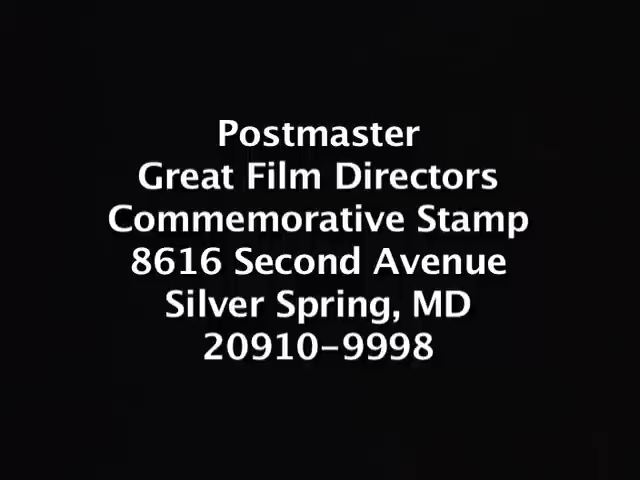 Postmaster
Great Film Directors
Commemorative Stamp
8616 Second Avenue
Silver Spring, MD
20910-9998